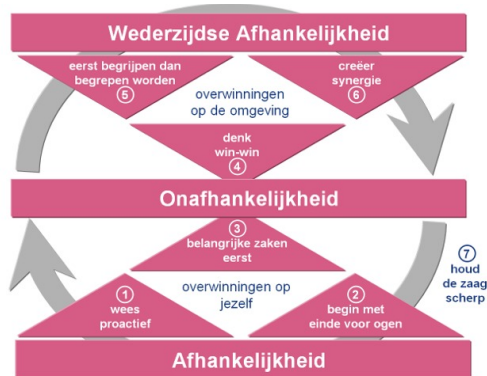 Wederzijdse Afhankelijkheid
eerst begrijpen dan
begrepen worden
5
creëer
synergie
6
overwinningen
op de omgeving
denk
win-win
4
Onafhankelijkheid
3
belangrijke zaken
eerst
7
houd
de zaag
scherp
1
wees
proactief
overwinningen op
jezelf
2
begin met
einde voor ogen
Afhankelijkheid